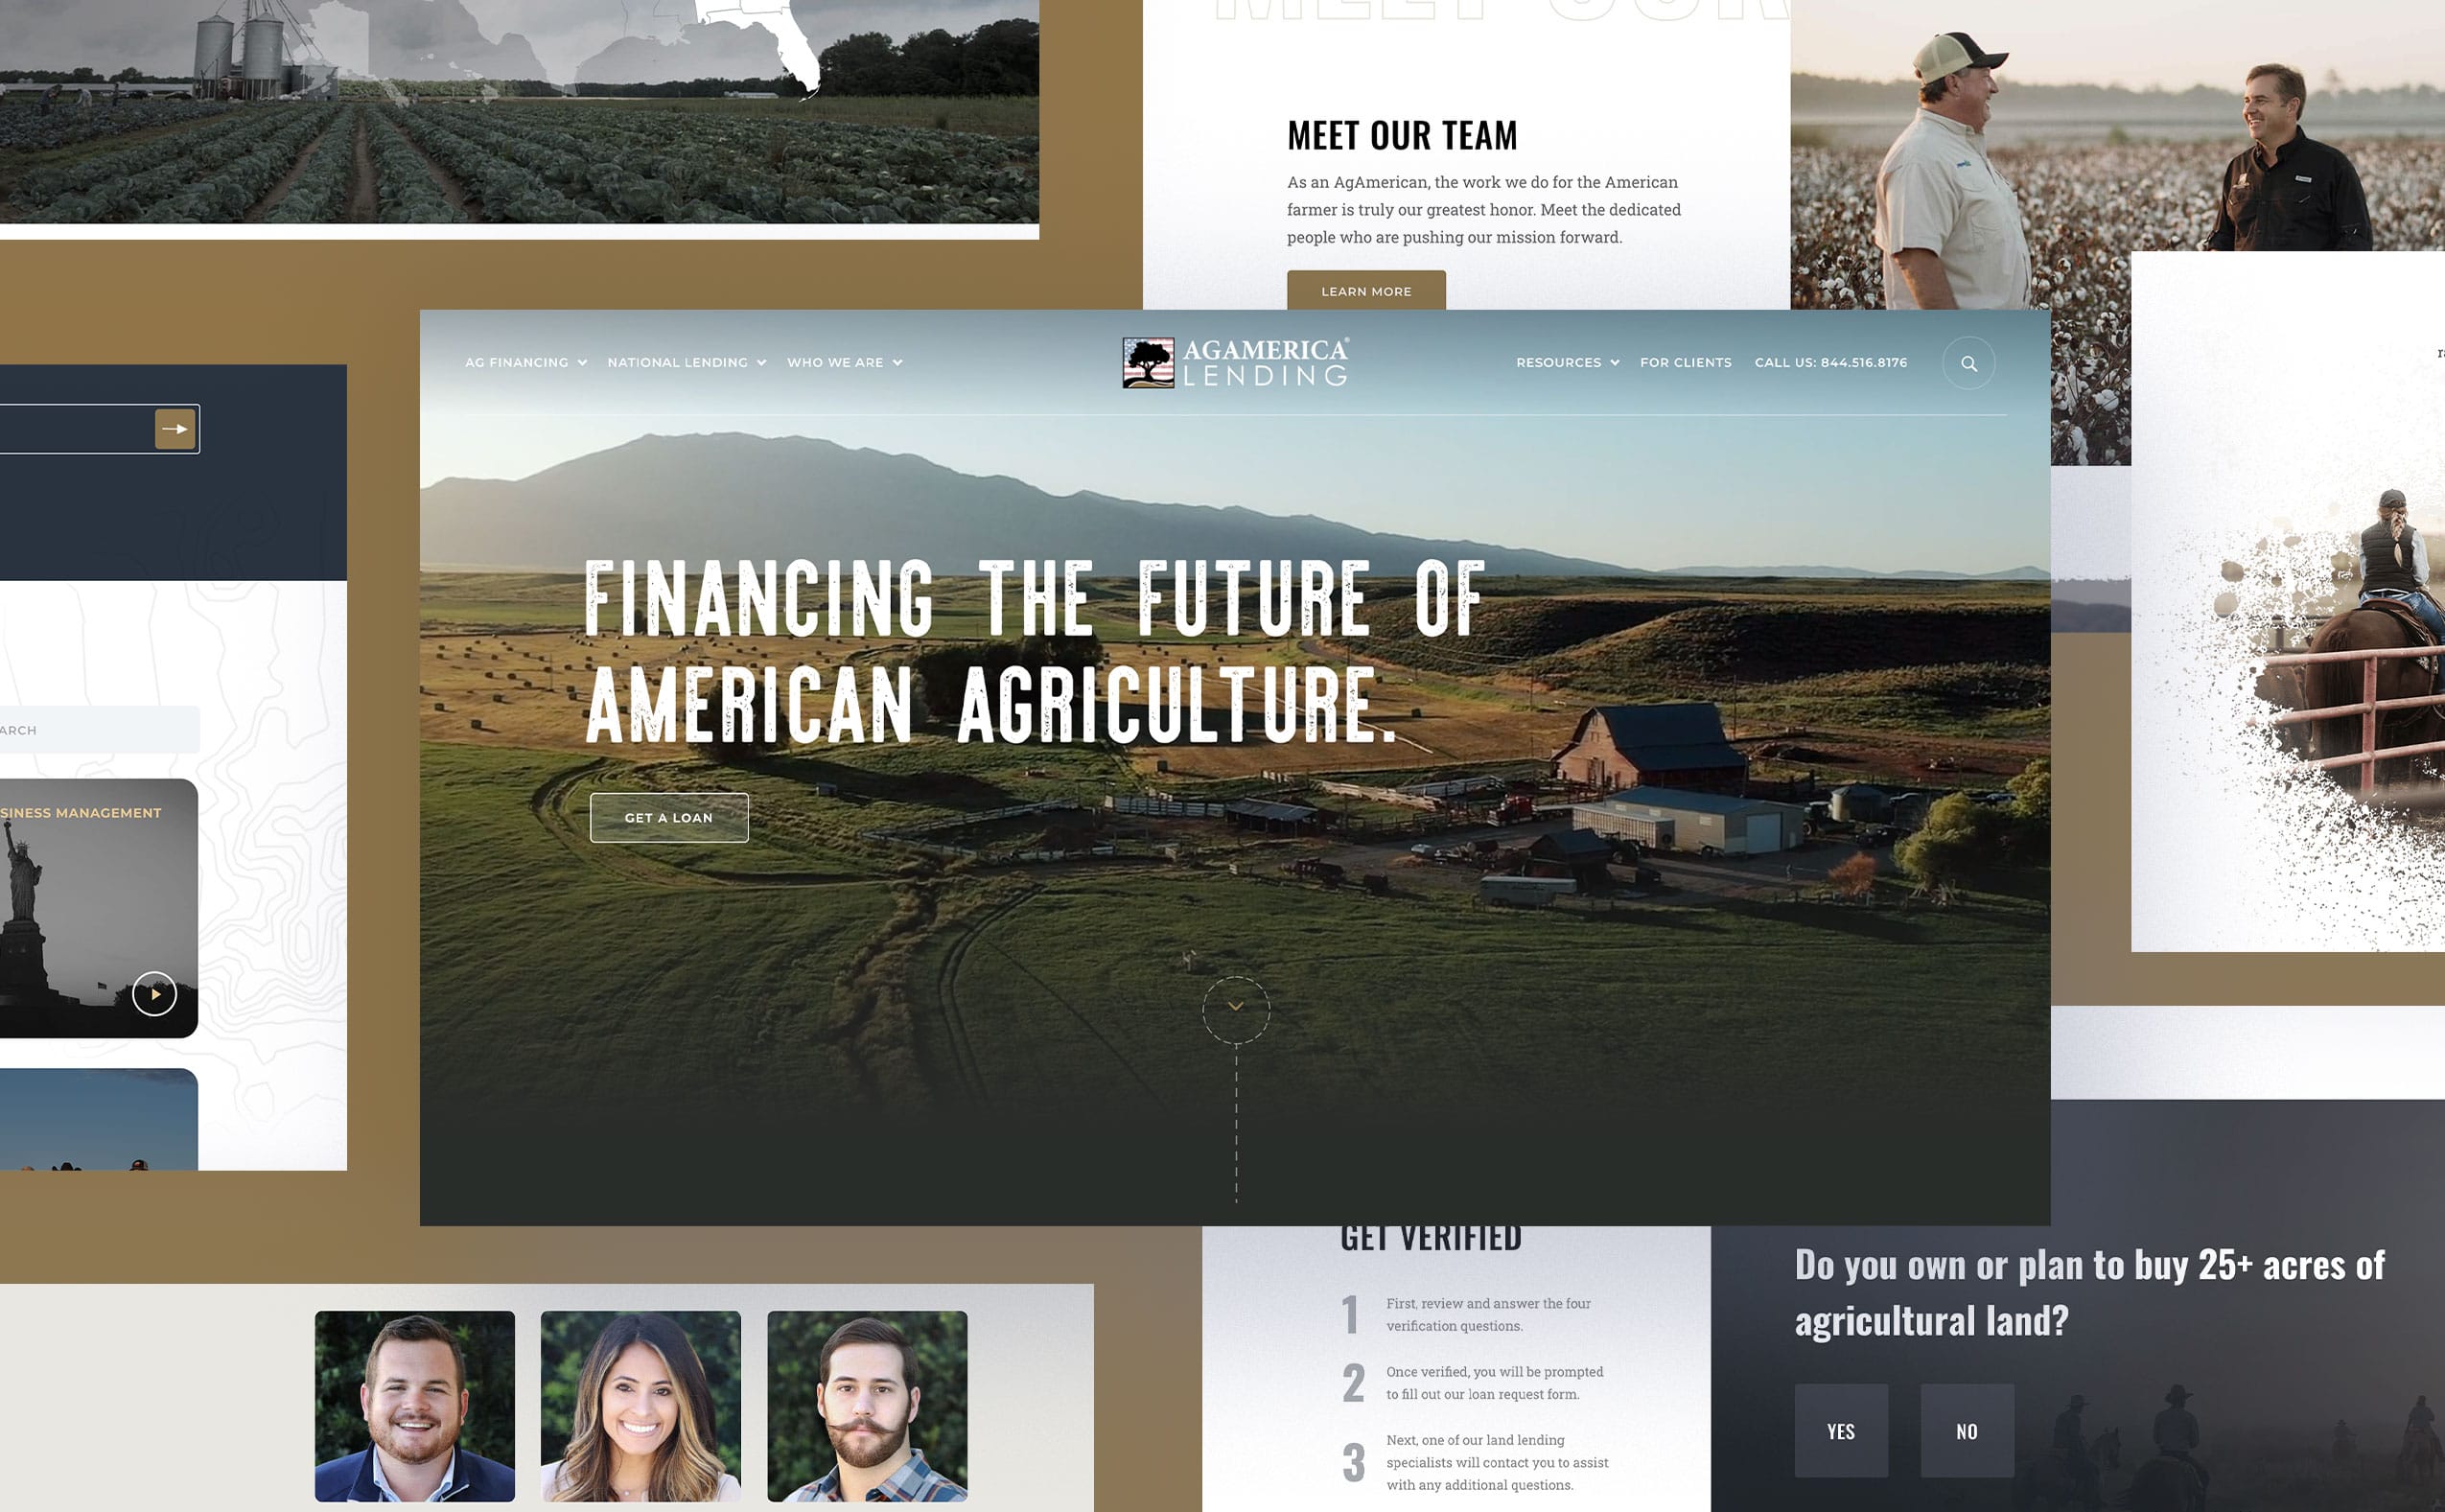 MEET OUR
MEET OUR TEAM
As an AgAmerican, the work we do for the American
farmer is truly our greatest honor. Meet the dedicated
people who are pushing our mission forward.
LEARN MORE
AG FINANCING
NATIONAL LENDING
WHO WE ARE
AGAMERICA®
LENDING
RESOURCES
FOR CLIENTS
CALL US: 844.516.8176
FINANCING THE FUTURE OF
AMERICAN AGRICULTURE.
GET A LOAN
ARCH
SINESS MANAGEMENT
GET VERIFIED
1 First, review and answer the four
verification questions.
2 Once verified, you will be prompted
to fill out our loan request form.
3 Next, one of our land lending
specialists will contact you to assist
with any additional questions.
Do you own or plan to buy 25+ acres of
agricultural land?
YES
NO